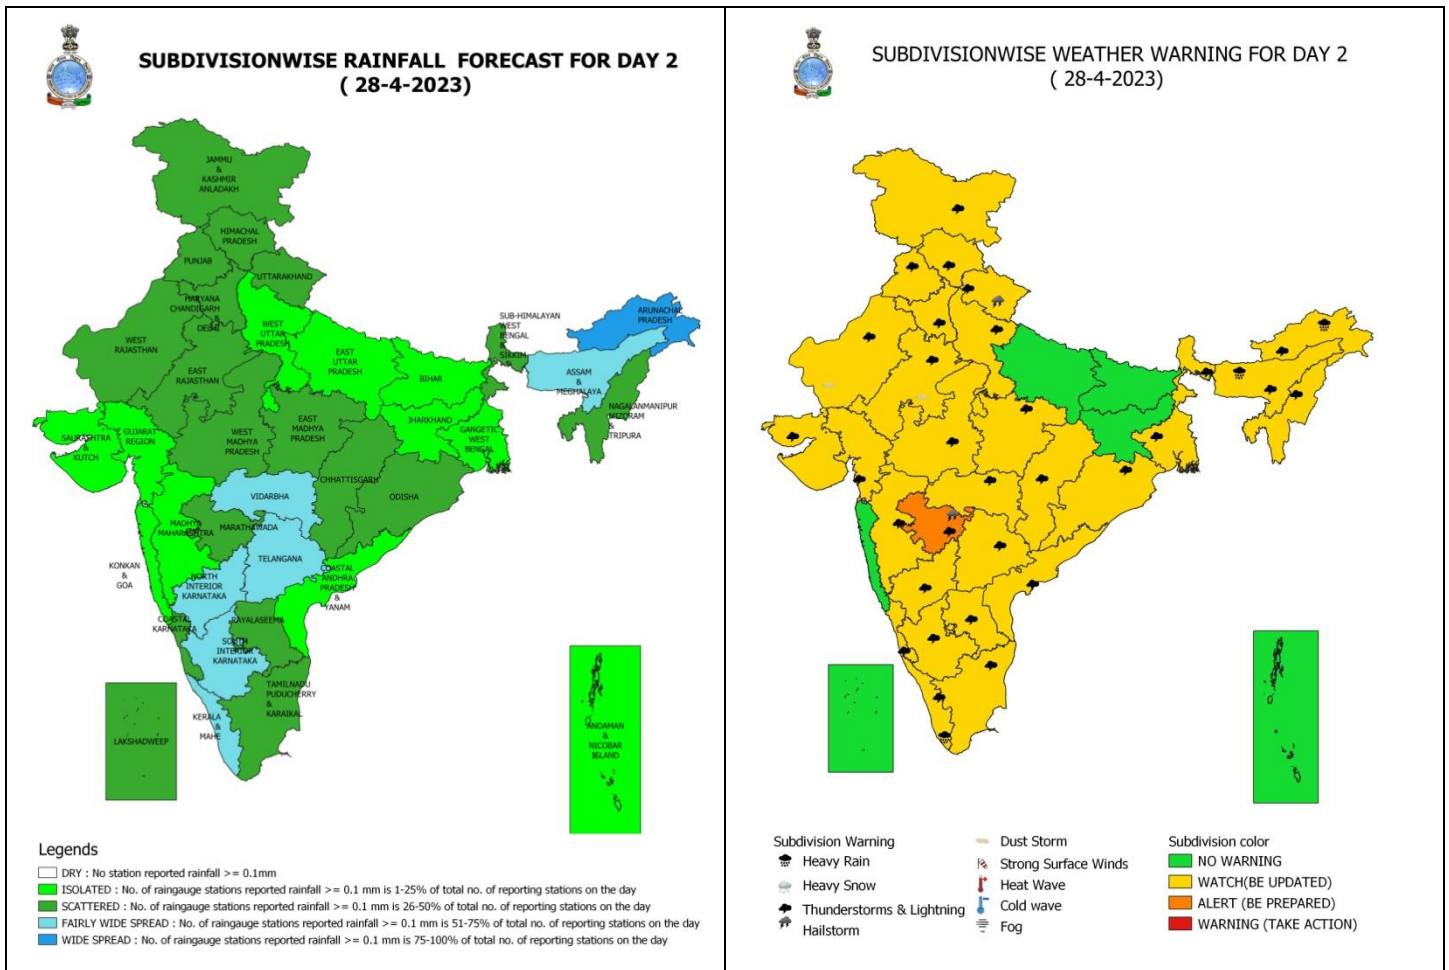 SUBDIVISIONWISE RAINFALL FORECAST FOR DAY 2
( 28-4-2023)
JAMMU
&
KASHMIR
ANLADAKH
HIMACHAL
PRADESH
PUNJAB
UTTARAKHAND
HARYANA
CHANDIGARH
&
DELHI
WEST
RAJASTHAN
EAST
RAJASTHAN
WEST
UTTAR
PRADESH
EAST
UTTAR
PRADESH
BIHAR
SUB-HIMALAYAN
WEST
BENGAL
&
SIKKIM
ARUNACHAL
PRADESH
ASSAM
&
MEGHALAYA
NAGALANMANIPUR
MIZORAM
&
TRIPURA
JHARKHAND
GANGETIC
WEST
BENGAL
SAURASHTRA
&
KUTCH
GUJARAT
REGION
WEST
MADHYA
PRADESH
EAST
MADHYA
PRADESH
CHHATTISGARH
ODISHA
VIDARBHA
MADHYA
MAHARASHTRA
MARATHAWADA
TELANGANA
KONKAN
&
GOA
NORTH
INTERIOR
KARNATAKA
COASTAL
ANDHRA
PRADESH
&
YANAM
COASTAL
KARNATAKA
RAYALASEEMA
SOUTH
INTERIOR
KARNATAKA
TAMILNADU
PUDUCHERRY
&
KARAIKAL
KERALA
&
MAHE
LAKSHADWEEP
ANDAMAN
&
NICOBAR
ISLAND
Legends
DRY : No station reported rainfall >= 0.1mm
ISOLATED : No. of raingauge stations reported rainfall >= 0.1 mm is 1-25% of total no. of reporting stations on the day
SCATTERED : No. of raingauge stations reported rainfall >= 0.1 mm is 26-50% of total no. of reporting stations on the day
FAIRLY WIDE SPREAD : No. of raingauge stations reported rainfall >= 0.1 mm is 51-75% of total no. of reporting stations on the day
WIDE SPREAD : No. of raingauge stations reported rainfall >= 0.1 mm is 75-100% of total no. of reporting stations on the day
SUBDIVISIONWISE WEATHER WARNING FOR DAY 2
( 28-4-2023)
Subdivision Warning
Heavy Rain
Heavy Snow
Thunderstorms & Lightning
Hailstorm
Dust Storm
Strong Surface Winds
Heat Wave
Cold wave
Fog
Subdivision color
NO WARNING
WATCH(BE UPDATED)
ALERT (BE PREPARED)
WARNING (TAKE ACTION)